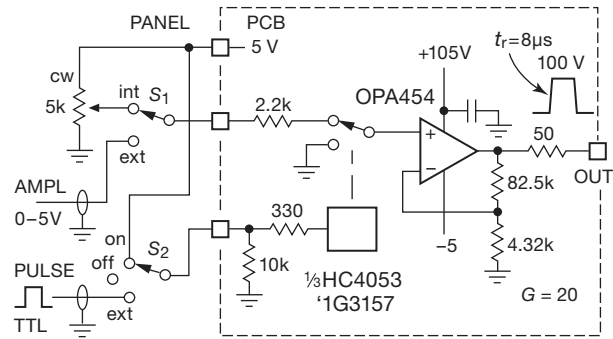 PANEL
PCB
5 V
+105V
tr=8µs
100 V
cw
5k
int
S1
ext
2.2k
OPA454
+
−
50
OUT
82.5k
4.32k
−5
G = 20
AMPL
0–5V
on
off
S2
ext
PULSE
TTL
330
10k
⅓HC4053
'1G3157